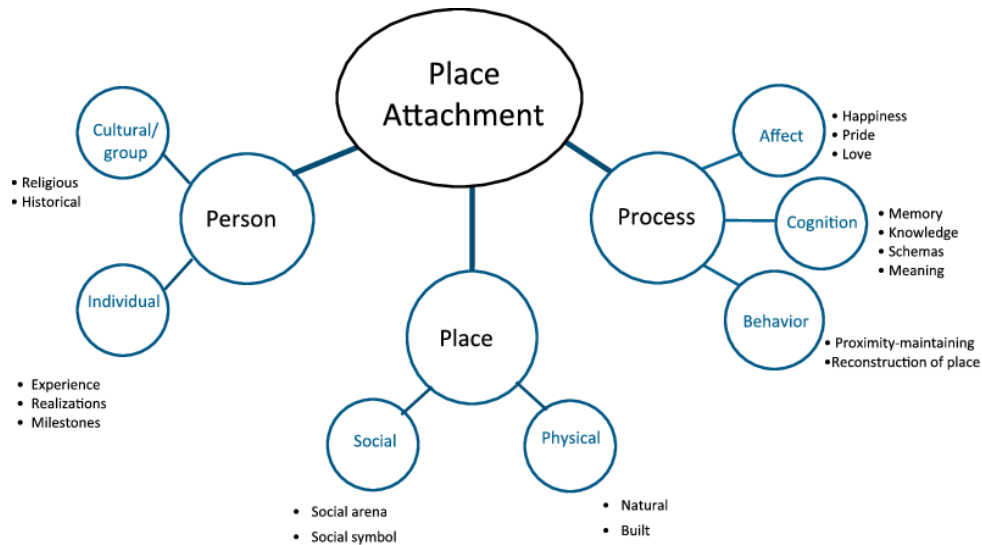 Place
Attachment
Cultural/
group
• Religious
• Historical
Person
Individual
• Experience
• Realizations
• Milestones
Place
Social
• Social arena
• Social symbol
Physical
• Natural
• Built
Process
Affect
• Happiness
• Pride
• Love
Cognition
• Memory
• Knowledge
• Schemas
• Meaning
Behavior
• Proximity-maintaining
•Reconstruction of place